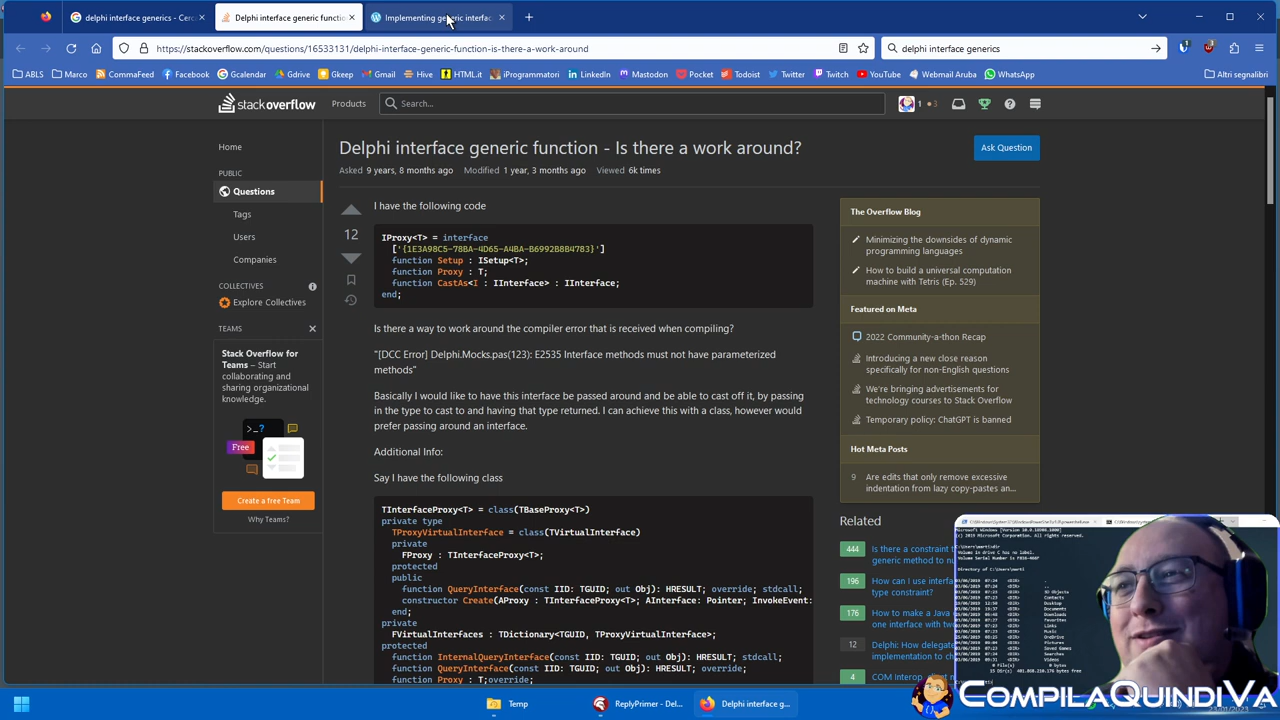 delphi interface generics - Cerc
Delphi interface generic functio
Implementing generic interfac
https://stackoverflow.com/questions/16533131/delphi-interface-generic-function-is-there-a-work-around
delphi interface generics
ABLS
Marco
CommaFeed
Facebook
Gcalendar
Gdrive
Gkeep
Gmail
Hive
HTML.it
iProgrammatori
LinkedIn
Mastodon
Pocket
Todoist
Twitter
Twitch
YouTube
Webmail Aruba
WhatsApp
Altri segnalibri
stackoverflow
Products
Search...
1
3
Home
PUBLIC
Questions
Tags
Users
Companies
COLLECTIVES
Explore Collectives
TEAMS
Stack Overflow for
Teams – Start
collaborating and
sharing organizational
knowledge.
Free
Create a free Team
Why Teams?
Delphi interface generic function - Is there a work around?
Ask Question
Asked 9 years, 8 months ago Modified 1 year, 3 months ago Viewed 6k times
12
I have the following code
IProxy<T> = interface
['{1E3A98C5-78BA-4D65-A4BA-B6992B8B4783}']
function Setup : ISetup<T>;
function Proxy : T;
function CastAs<I : IInterface> : IInterface;
end;
Is there a way to work around the compiler error that is received when compiling?
"[DCC Error] Delphi.Mocks.pas(123): E2535 Interface methods must not have parameterized
methods"
Basically I would like to have this interface be passed around and be able to cast off it, by passing
in the type to cast to and having that type returned. I can achieve this with a class, however would
prefer passing around an interface.
Additional Info:
Say I have the following class
TInterfaceProxy<T> = class(TBaseProxy<T>)
private type
TProxyVirtualInterface = class(TVirtualInterface)
private
FProxy : TInterfaceProxy<T>;
protected
public
function QueryInterface(const IID: TGUID; out Obj): HRESULT; override; stdcall;
constructor Create(AProxy : TInterfaceProxy<T>; AInterface: Pointer; InvokeEvent:
end;
private
FVirtualInterfaces : TDictionary<TGUID, TProxyVirtualInterface>;
protected
function InternalQueryInterface(const IID: TGUID; out Obj): HRESULT; stdcall;
function QueryInterface(const IID: TGUID; out Obj): HRESULT; override;
function Proxy : T;override;
The Overflow Blog
Minimizing the downsides of dynamic
programming languages
How to build a universal computation
machine with Tetris (Ep. 529)
Featured on Meta
2022 Community-a-thon Recap
Introducing a new close reason
specifically for non-English questions
We're bringing advertisements for
technology courses to Stack Overflow
Temporary policy: ChatGPT is banned
Hot Meta Posts
9 Are edits that only remove excessive
indentation from lazy copy-pastes an...
Related
444 Is there a constraint
generic method to nu
196 How can I use interfa
type constraint?
176 How to make a Java
one interface with tw
12 Delphi: How delegate
implementation to ch
4 COM Interop,
COMPILAQUINDIVA
Temp
ReplyPrimer - Del...
Delphi interface g...